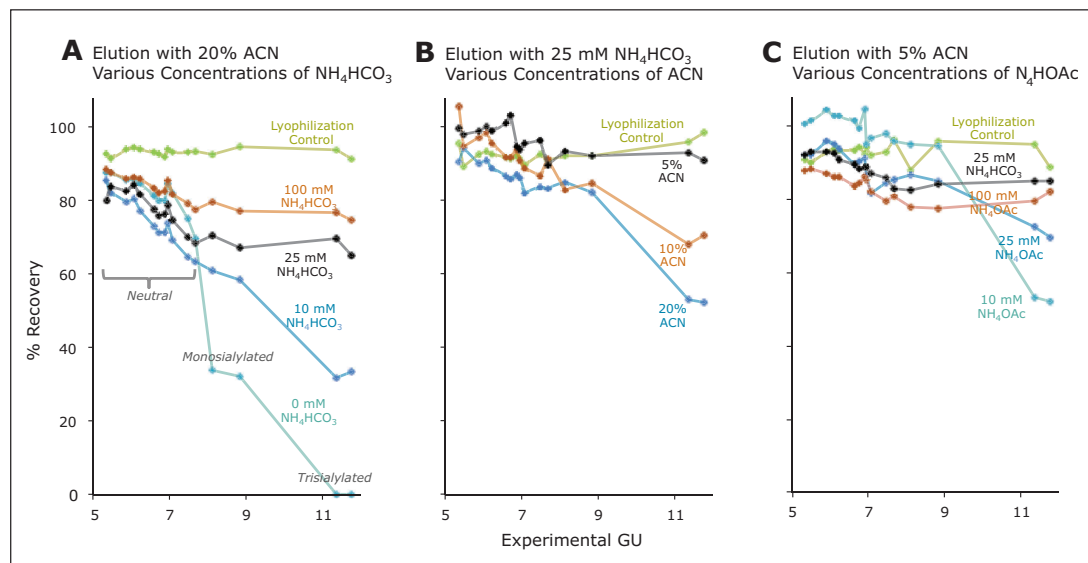 A Elution with 20% ACN
Various Concentrations of NH₄HCO₃
B Elution with 25 mM NH₄HCO₃
Various Concentrations of ACN
C Elution with 5% ACN
Various Concentrations of N₄HOAc
% Recovery
100
80
60
40
20
0
Lyophilization
Control
100 mM
NH₄HCO₃
25 mM
NH₄HCO₃
Neutral
10 mM
NH₄HCO₃
Monosialylated
0 mM
NH₄HCO₃
Trisialylated
5
7
9
11
Lyophilization
Control
5%
ACN
10%
ACN
20%
ACN
5
7
9
11
Lyophilization
Control
25 mM
NH₄HCO₃
100 mM
NH₄OAc
25 mM
NH₄OAc
10 mM
NH₄OAc
5
7
9
11
Experimental GU